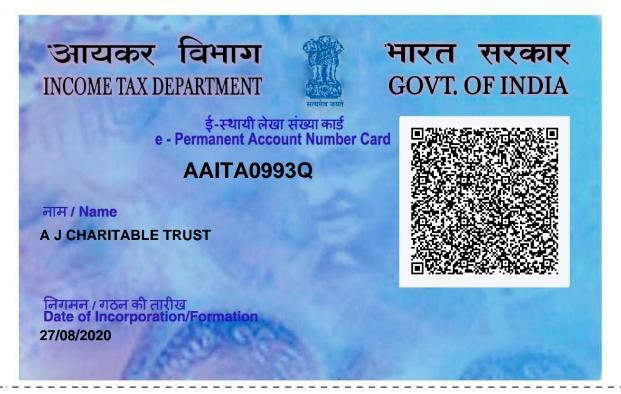 आयकर विभाग
INCOME TAX DEPARTMENT
सत्यमेव जयते
भारत सरकार
GOVT. OF INDIA
ई-स्थायी लेखा संख्या कार्ड
e - Permanent Account Number Card
AAITA0993Q
नाम / Name
A J CHARITABLE TRUST
निगमन / गठन की तारीख
Date of Incorporation/Formation
27/08/2020